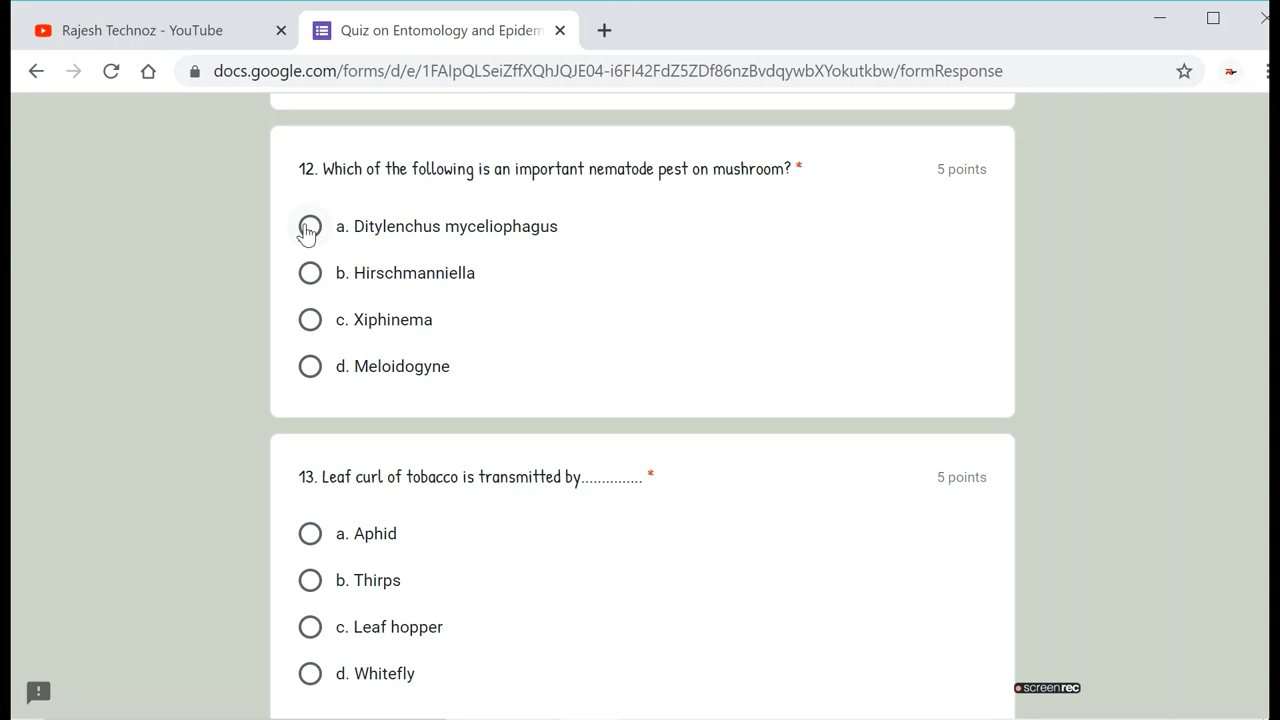 Rajesh Technoz - YouTube
Quiz on Entomology and Epidem
docs.google.com/forms/d/e/1FAIpQLSeiZffXQhJQJE04-i6FI42FdZ5ZDf86nzBvdqywbXYokutkbw/formResponse
12. Which of the following is an important nematode pest on mushroom? *
5 points
a. Ditylenchus myceliophagus
b. Hirschmanniella
c. Xiphinema
d. Meloidogyne
13. Leaf curl of tobacco is transmitted by.............. *
5 points
a. Aphid
b. Thirps
c. Leaf hopper
d. Whitefly
screenrec